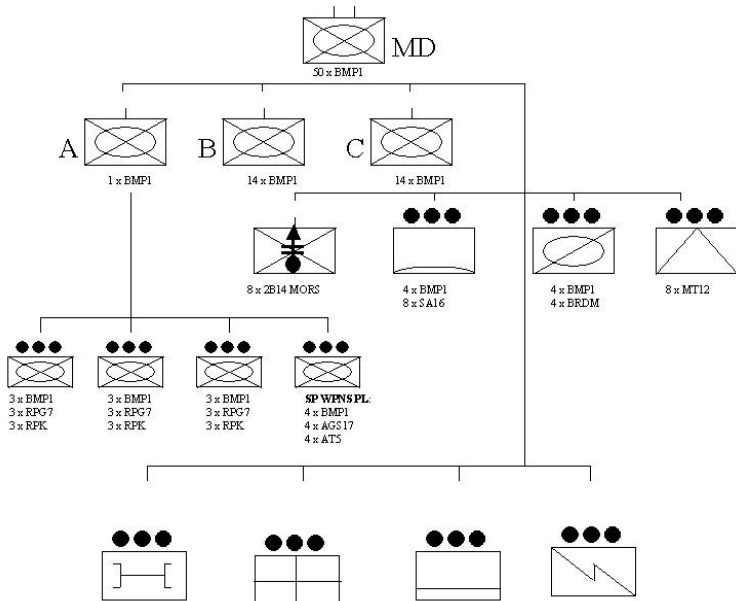 MD
50 x BMP1
A
B
C
1 x BMP1
14 x BMP1
14 x BMP1
8 x 2B14 MORS
4 x BMP1
8 x SA16
4 x BMP1
4 x BRDM
8 x MT12
3 x BMP1
3 x RPG7
3 x RPK
3 x BMP1
3 x RPG7
3 x RPK
3 x BMP1
3 x RPG7
3 x RPK
SP WPNS PL:
4 x BMP1
4 x AGS17
4 x AT5